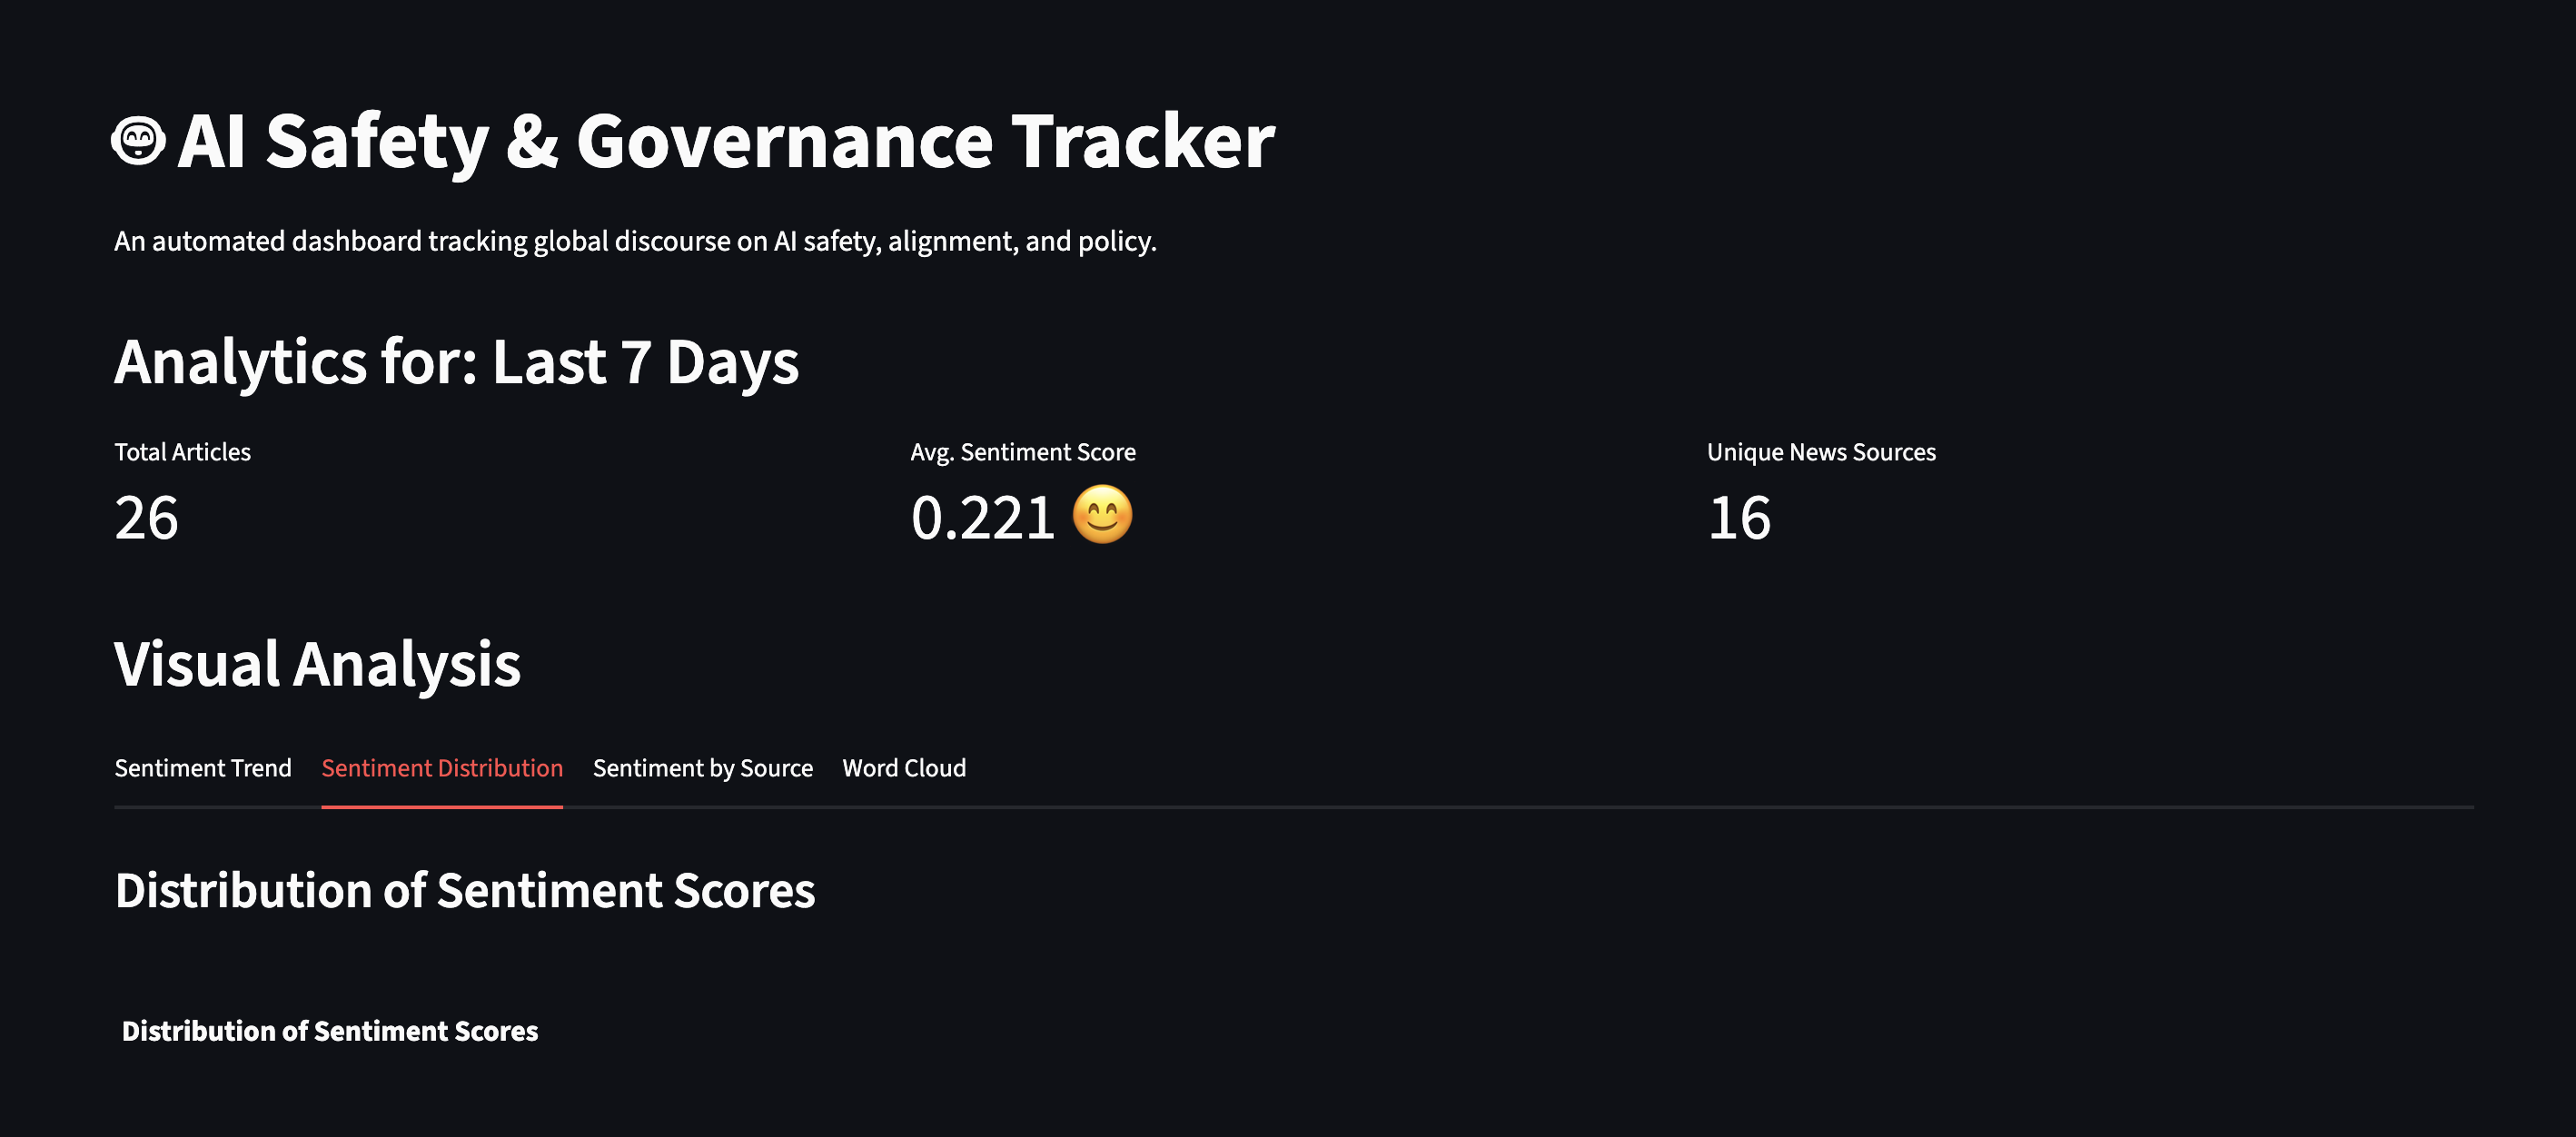 AI Safety & Governance Tracker
An automated dashboard tracking global discourse on AI safety, alignment, and policy.
Analytics for: Last 7 Days
Total Articles
Avg. Sentiment Score
Unique News Sources
26
0.221 😊
16
Visual Analysis
Sentiment Trend
Sentiment Distribution
Sentiment by Source
Word Cloud
Distribution of Sentiment Scores
Distribution of Sentiment Scores